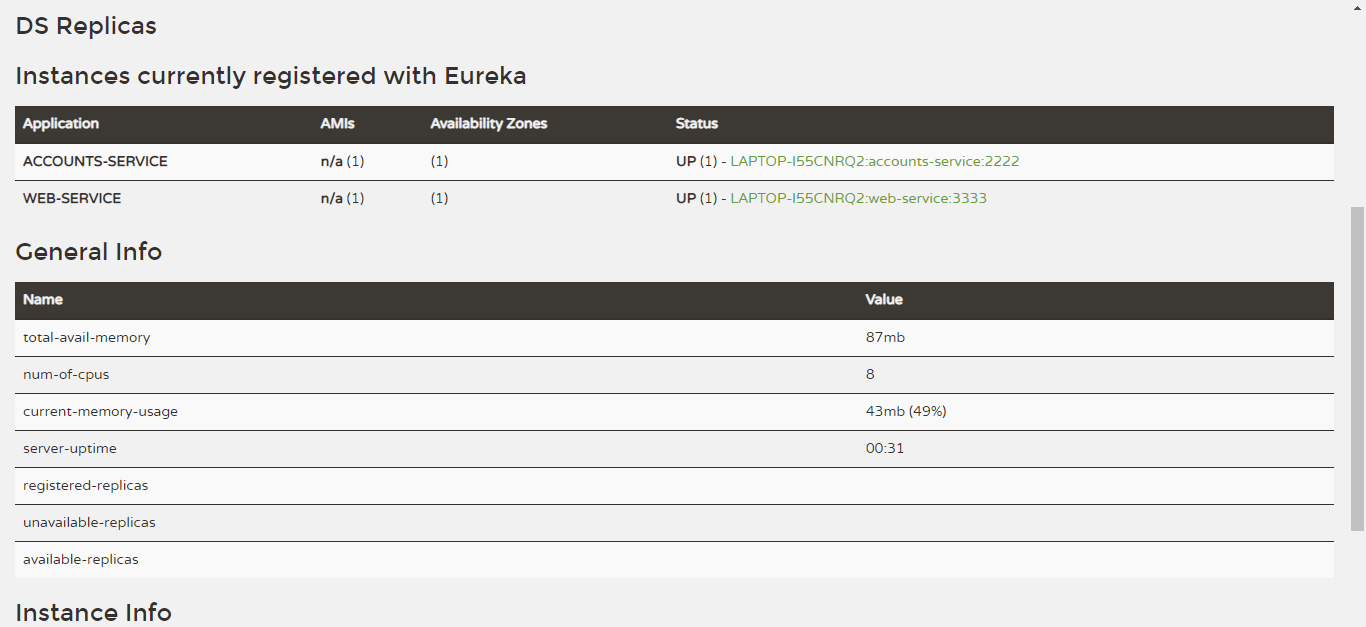 DS Replicas
Instances currently registered with Eureka
Application AMIs Availability Zones Status
ACCOUNTS-SERVICE n/a (1) (1) UP (1) - LAPTOP-I55CNRQ2:accounts-service:2222
WEB-SERVICE n/a (1) (1) UP (1) - LAPTOP-I55CNRQ2:web-service:3333
General Info
Name Value
total-avail-memory 87mb
num-of-cpus 8
current-memory-usage 43mb (49%)
server-uptime 00:31
registered-replicas
unavailable-replicas
available-replicas
Instance Info